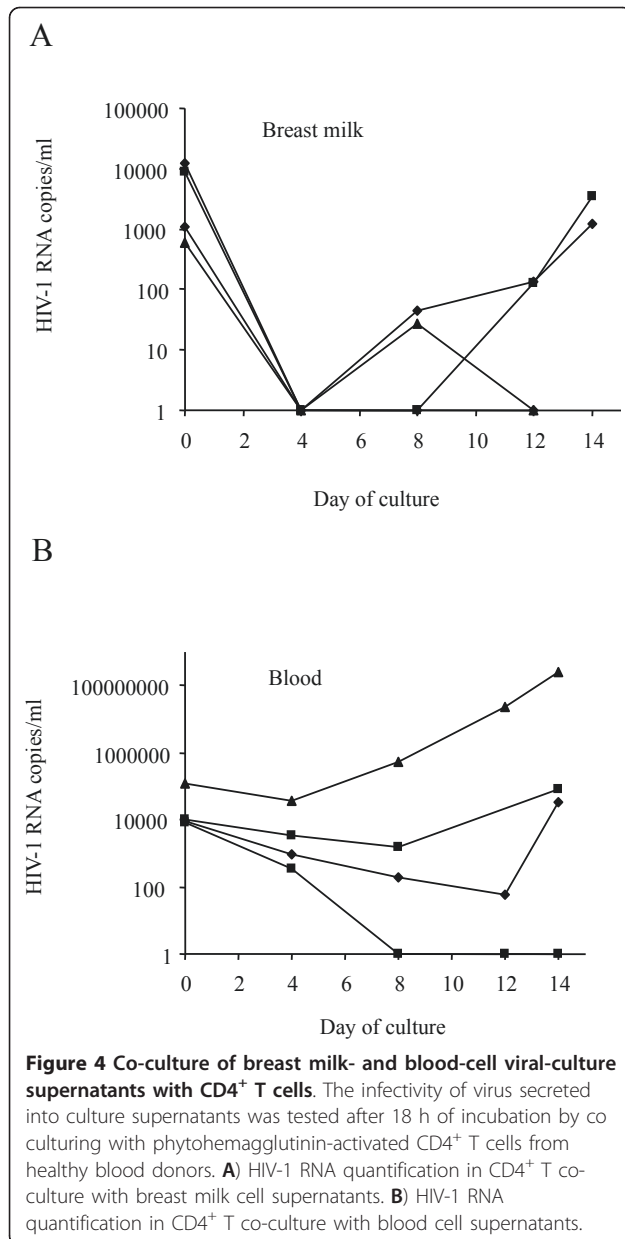 A
HIV-1 RNA copies/ml
Breast milk
100000
10000
1000
100
10
1
0 2 4 6 8 10 12 14
Day of culture
B
HIV-1 RNA copies/ml
Blood
100000000
1000000
10000
100
1
0 2 4 6 8 10 12 14
Day of culture
Figure 4 Co-culture of breast milk- and blood-cell viral-culture
supernatants with CD4⁺ T cells. The infectivity of virus secreted
into culture supernatants was tested after 18 h of incubation by co
culturing with phytohemagglutinin-activated CD4⁺ T cells from
healthy blood donors. A) HIV-1 RNA quantification in CD4⁺ T co-
culture with breast milk cell supernatants. B) HIV-1 RNA
quantification in CD4⁺ T co-culture with blood cell supernatants.